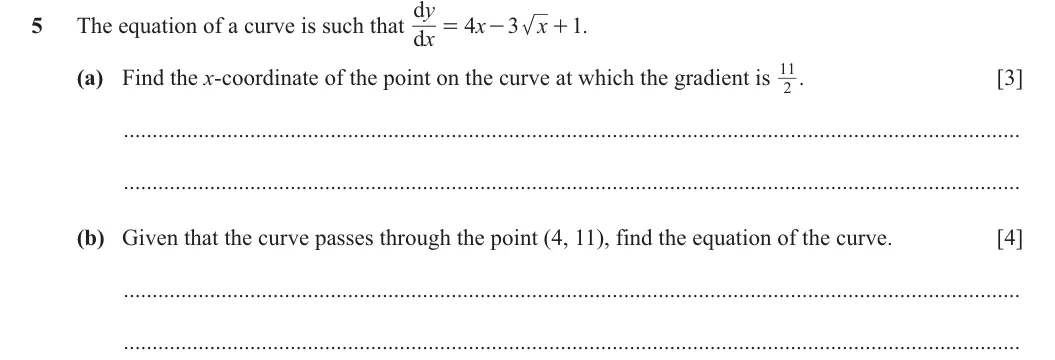 5 The equation of a curve is such that dy/dx = 4x − 3√x + 1.
(a) Find the x-coordinate of the point on the curve at which the gradient is 11/2. [3]
(b) Given that the curve passes through the point (4, 11), find the equation of the curve. [4]